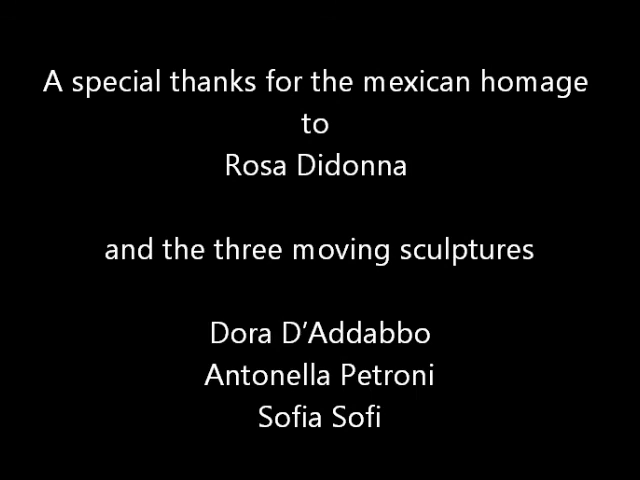 A special thanks for the mexican homage
to
Rosa Didonna
and the three moving sculptures
Dora D’Addabbo
Antonella Petroni
Sofia Sofi